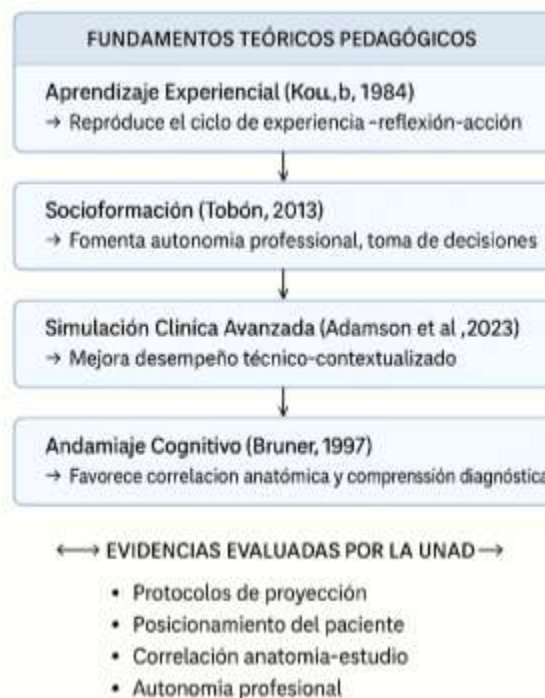 FUNDAMENTOS TEÓRICOS PEDAGÓGICOS
Aprendizaje Experiencial (Kouι,b, 1984)
→ Repróduce el ciclo de experiencia –reflexión-acción
↓
Socioformación (Tobón, 2013)
→ Fomenta autonomia professional, toma de decisiones
↓
Simulación Clinica Avanzada (Adamson et al ,2023)
→ Mejora desempeño técnico-contextualizado
↓
Andamiaje Cognitivo (Bruner, 1997)
→ Favorece correlacion anatómica y comprenssión diagnóstica
⟷ EVIDENCIAS EVALUADAS POR LA UNAD →
• Protocolos de proyección
• Posicionamiento del paciente
• Correlación anatomia-estudio
• Autonomia profesional